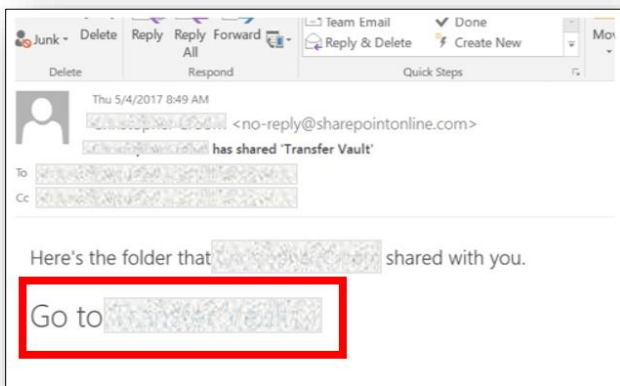 Team Email ✔ Done
Junk Delete Reply Reply All Forward Reply & Delete Create New
Delete Respond Quick Steps
Thu 5/4/2017 8:49 AM
<no-reply@sharepointonline.com>
has shared 'Transfer Vault'
To
Cc
Here's the folder that shared with you.
Go to